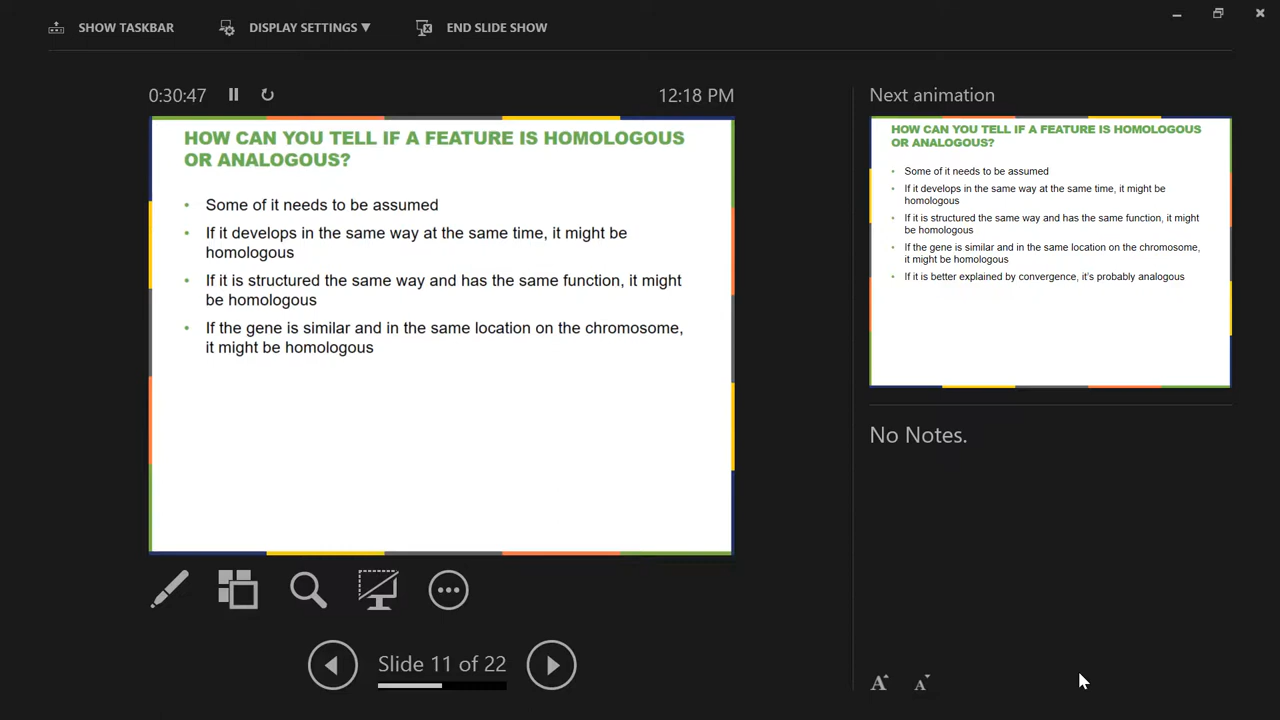 SHOW TASKBAR
DISPLAY SETTINGS ▼
END SLIDE SHOW
0:30:47
12:18 PM
HOW CAN YOU TELL IF A FEATURE IS HOMOLOGOUS
OR ANALOGOUS?
• Some of it needs to be assumed
• If it develops in the same way at the same time, it might be
homologous
• If it is structured the same way and has the same function, it might
be homologous
• If the gene is similar and in the same location on the chromosome,
it might be homologous
Slide 11 of 22
Next animation
HOW CAN YOU TELL IF A FEATURE IS HOMOLOGOUS
OR ANALOGOUS?
• Some of it needs to be assumed
• If it develops in the same way at the same time, it might be
homologous
• If it is structured the same way and has the same function, it might
be homologous
• If the gene is similar and in the same location on the chromosome,
it might be homologous
• If it is better explained by convergence, it's probably analogous
No Notes.
A A